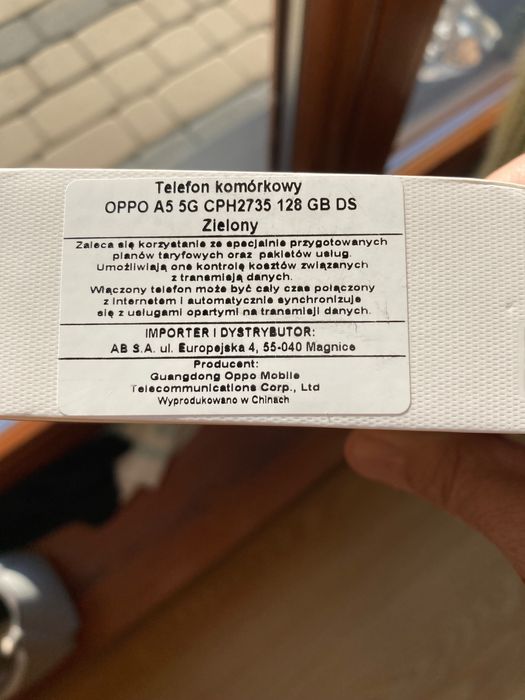 Telefon komórkowy
OPPO A5 5G CPH2735 128 GB DS
Zielony
Zaleca się korzystanie ze specjalnie przygotowanych
planów taryfowych oraz pakietów usług.
Umożliwiają one kontrolę kosztów związanych
z transmisją danych.
Włączony telefon może być cały czas połączony
z Internetem i automatycznie synchronizuje
się z usługami opartymi na transmisji danych.
IMPORTER I DYSTRYBUTOR:
AB S.A. ul. Europejska 4, 55-040 Magnice
Producent:
Guangdong Oppo Mobile
Telecommunications Corp., Ltd
Wyprodukowano w Chinach